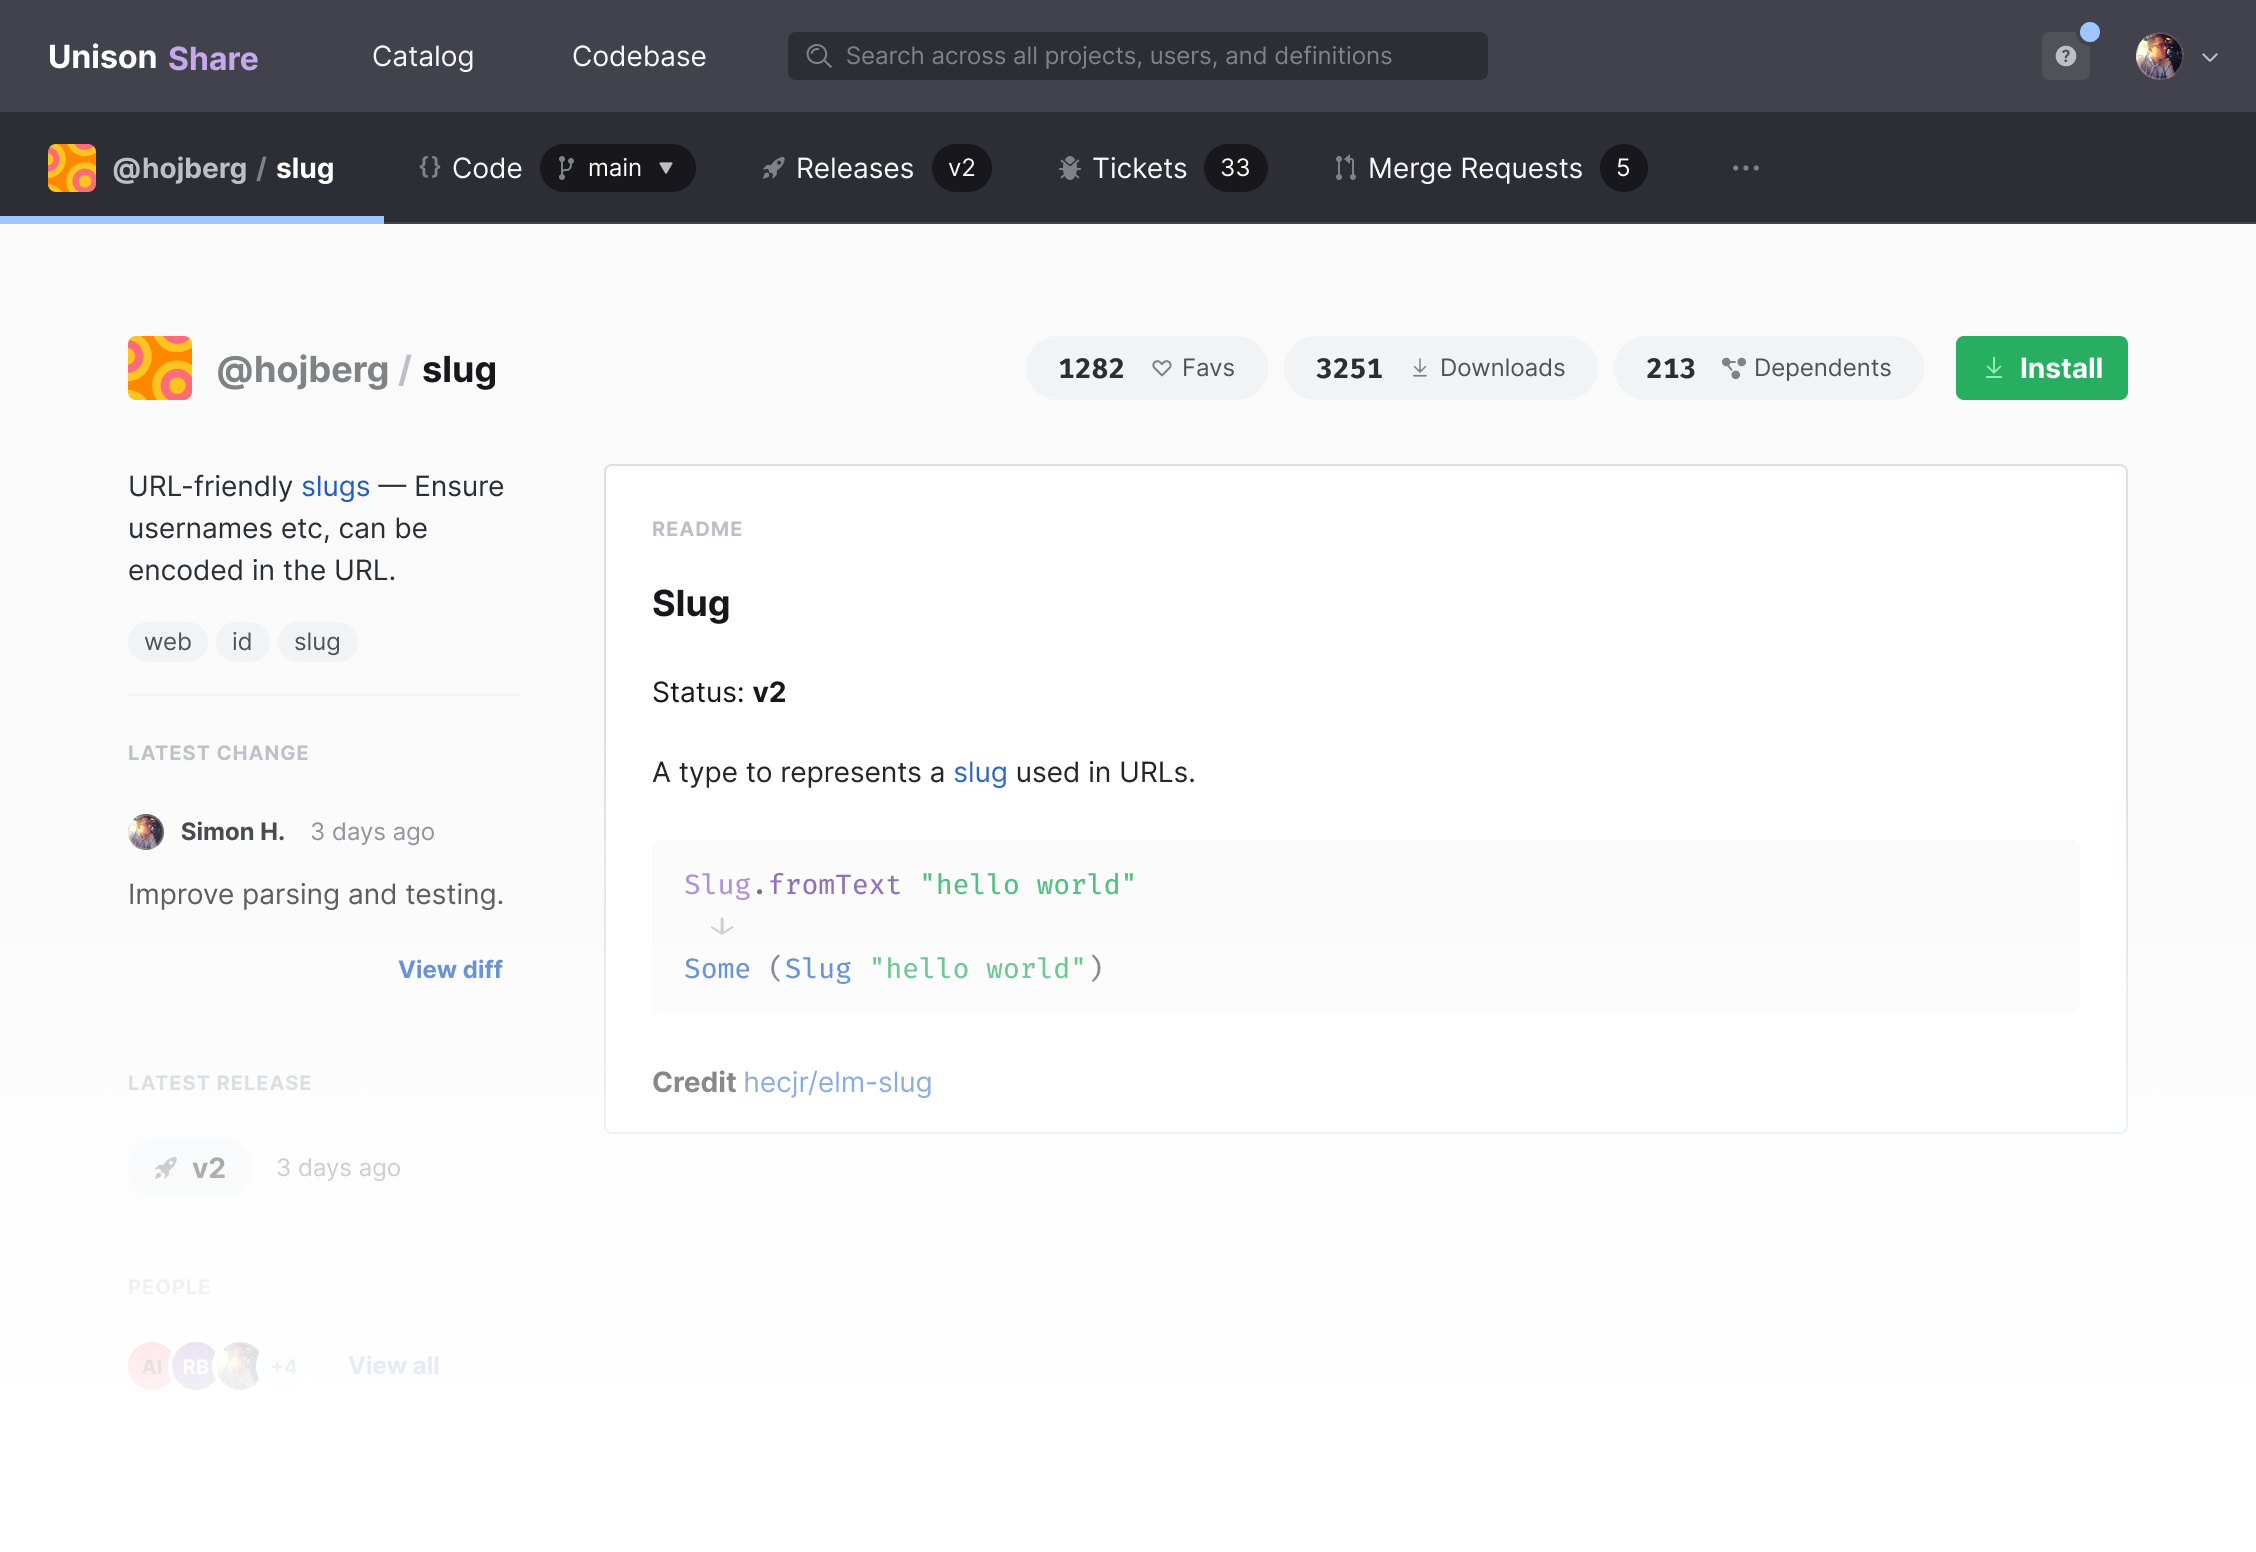 Unison Share
Catalog
Codebase
Search across all projects, users, and definitions
?
@hojberg / slug
{} Code
main ▼
Releases v2
Tickets 33
Merge Requests 5
...
@hojberg / slug
1282 Favs
3251 Downloads
213 Dependents
Install
URL-friendly slugs — Ensure
usernames etc, can be
encoded in the URL.
web id slug
LATEST CHANGE
Simon H. 3 days ago
Improve parsing and testing.
View diff
LATEST RELEASE
v2 3 days ago
PEOPLE
AI RB +4 View all
README
Slug
Status: v2
A type to represents a slug used in URLs.
Slug.fromText "hello world"
↓
Some (Slug "hello world")
Credit hecjr/elm-slug